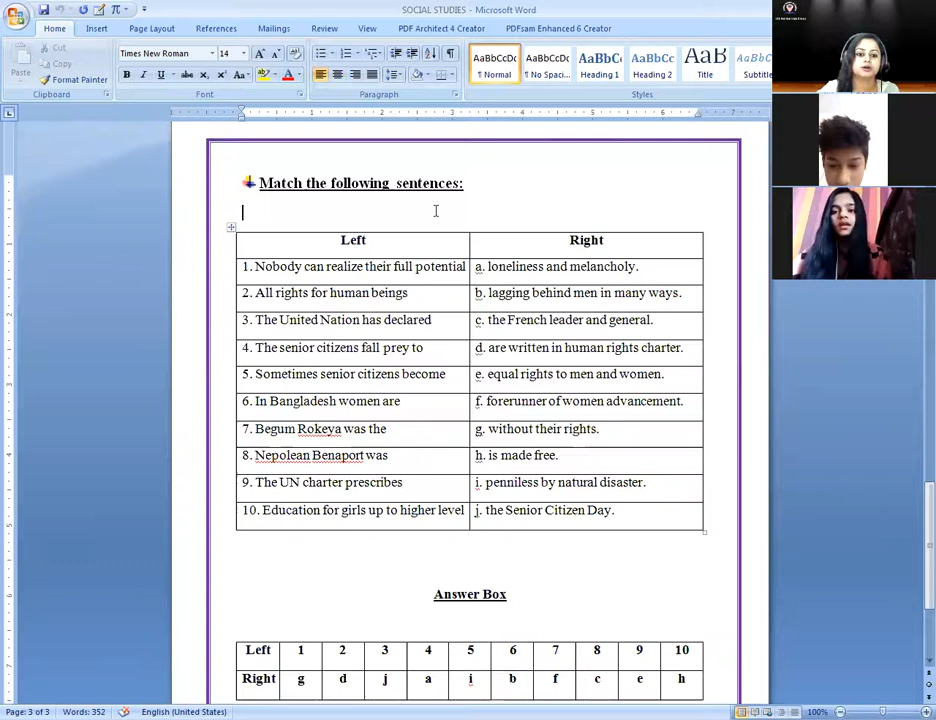 SOCIAL STUDIES - Microsoft Word
Home Insert Page Layout References Mailings Review View PDF Architect 4 Creator PDFsam Enhanced 6 Creator
Cut
Copy
Paste
Format Painter
Times New Roman 14
AaBbCcDc AaBbCcDc AaBbC AaBbCc AaB AaBbCc
¶ Normal ¶ No Spaci... Heading 1 Heading 2 Title Subtitle
Clipboard Font Paragraph Styles
Match the following sentences:
Left Right
1. Nobody can realize their full potential a. loneliness and melancholy.
2. All rights for human beings b. lagging behind men in many ways.
3. The United Nation has declared c. the French leader and general.
4. The senior citizens fall prey to d. are written in human rights charter.
5. Sometimes senior citizens become e. equal rights to men and women.
6. In Bangladesh women are f. forerunner of women advancement.
7. Begum Rokeya was the g. without their rights.
8. Nepolean Benaport was h. is made free.
9. The UN charter prescribes i. penniless by natural disaster.
10. Education for girls up to higher level j. the Senior Citizen Day.
Answer Box
Left 1 2 3 4 5 6 7 8 9 10
Right g d j a i b f c e h
Page: 3 of 3 Words: 352 English (United States) 100%